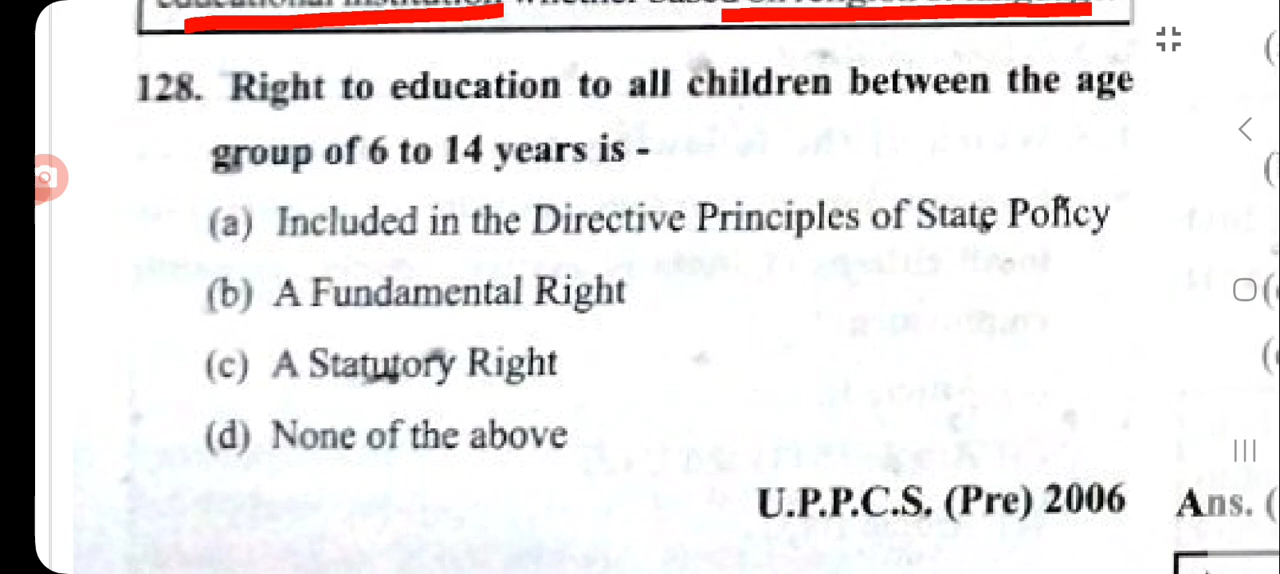 128. Right to education to all children between the age
group of 6 to 14 years is -
(a) Included in the Directive Principles of State Policy
(b) A Fundamental Right
(c) A Statutory Right
(d) None of the above
U.P.P.C.S. (Pre) 2006 Ans. (